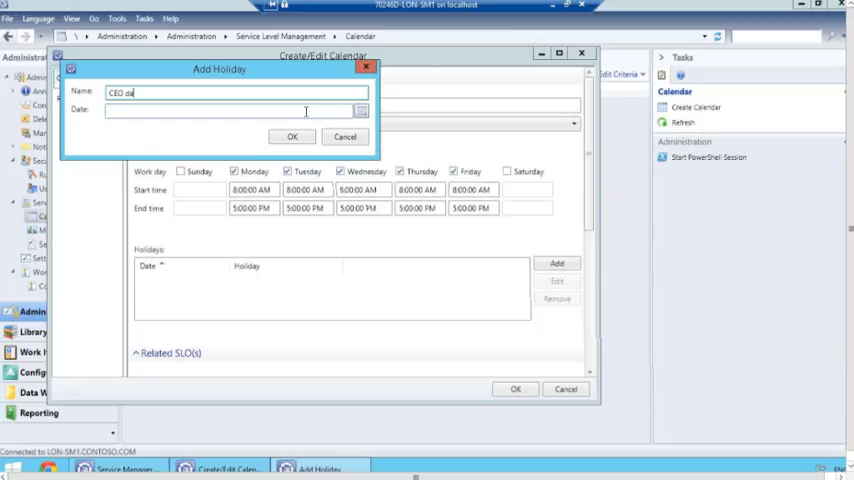 70246D-LON-SM1 on localhost
File Language View Go Tools Task Help
\ Administration Administration Service Level Management Calendar
Administrat
Create/Edit Calendar
Add Holiday
Name: CEO da
Date:
OK Cancel
Edit Criteria
Tasks
Calendar
Create Calendar
Refresh
Administration
Start PowerShell Session
Work day Sunday Monday Tuesday Wednesday Thursday Friday Saturday
Start time 8:00:00 AM 8:00:00 AM 8:00:00 AM 8:00:00 AM 8:00:00 AM
End time 5:00:00 PM 5:00:00 PM 5:00:00 PM 5:00:00 PM 5:00:00 PM
Holidays:
Date Holiday
Add
Edit
Remove
Related SLO(s)
OK Cancel
Admin
Library
Work I
Config
Data W
Reporting
Connected to LON-SM1.CONTOSO.COM
Service Manager ... Create/Edit Calen... Add Holiday